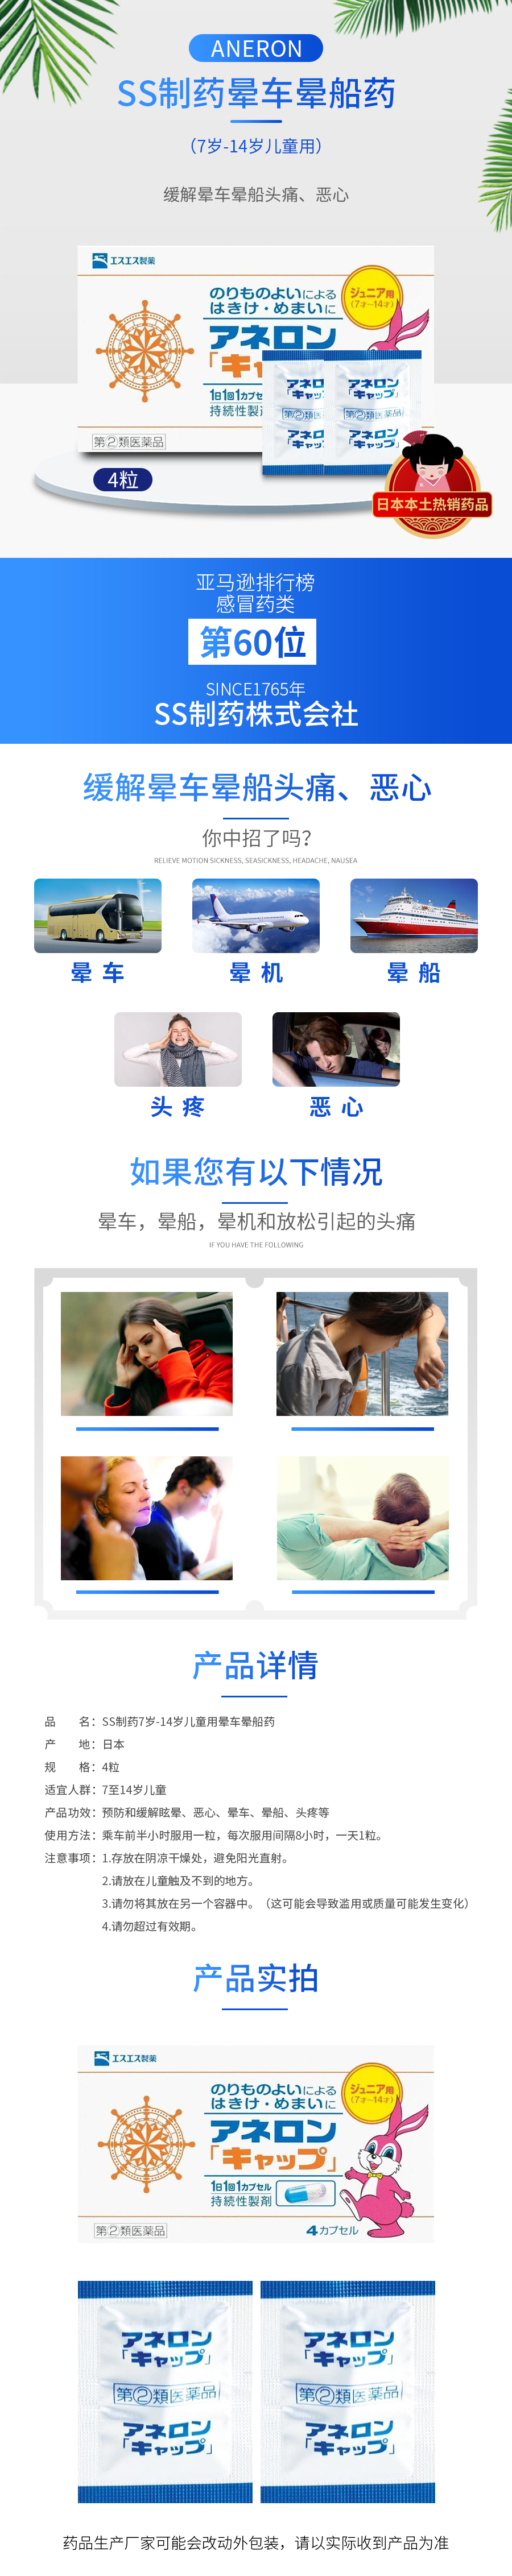 ANERON
SS制药晕车晕船药
（7岁-14岁儿童用）
缓解晕车晕船头痛、恶心
エスエス製薬
のりものよいによる
はきけ・めまいに
ジュニア用
(7才~14才)
アネロン
「キャ
1日1回1カプセ
持続性製
第②類医薬品
アネロ
キャッ
第②類医
アネロ
キャッ
アネロン
キャップ」
第②類医薬品
アネロン
キャップ
4粒
日本本土热销药品
亚马逊排行榜
感冒药类
第60位
SINCE1765年
SS制药株式会社
缓解晕车晕船头痛、恶心
你中招了吗?
RELIEVE MOTION SICKNESS, SEASICKNESS, HEADACHE, NAUSEA
晕车
晕机
晕船
头疼
恶心
如果您有以下情况
晕车，晕船，晕机和放松引起的头痛
IF YOU HAVE THE FOLLOWING
产品详情
品 名：SS制药7岁-14岁儿童用晕车晕船药
产 地：日本
规 格：4粒
适宜人群：7至14岁儿童
产品功效：预防和缓解眩晕、恶心、晕车、晕船、头疼等
使用方法：乘车前半小时服用一粒，每次服用间隔8小时，一天1粒。
注意事项：1.存放在阴凉干燥处，避免阳光直射。
2.请放在儿童触及不到的地方。
3.请勿将其放在另一个容器中。（这可能会导致滥用或质量可能发生变化）
4.请勿超过有效期。
产品实拍
エスエス製薬
のりものよいによる
はきけ・めまいに
ジュニア用
(7才~14才)
アネロン
「キャップ」
1日1回1カプセル
持続性製剤
第②類医薬品
4カプセル
アネロン
「キャップ」
第②類医薬品
アネロン
「キャップ」
アネロン
「キャップ」
第②類医薬品
アネロン
「キャップ」
药品生产厂家可能会改动外包装，请以实际收到产品为准